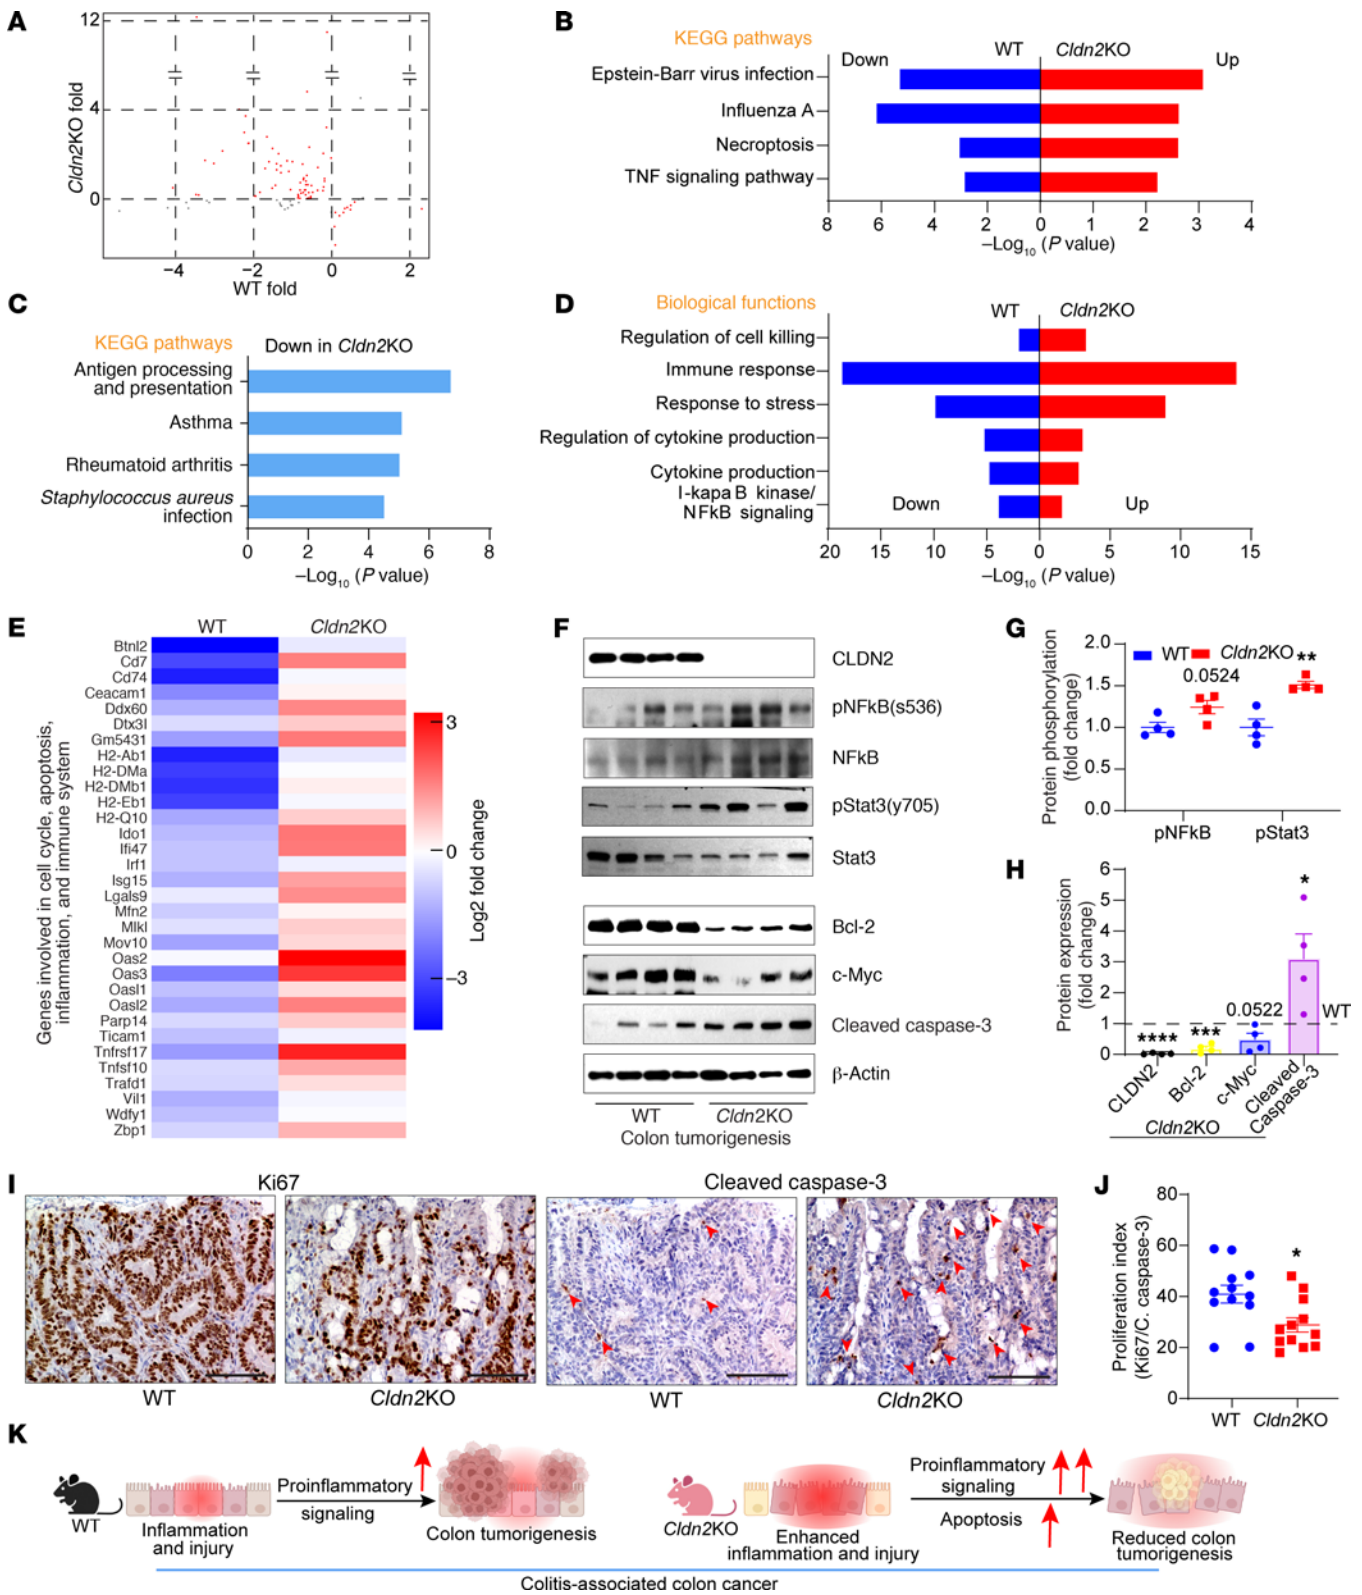 A
Cldn2KO fold
12
4
0
−4
−2
0
2
WT fold
B
KEGG pathways
WT
Cldn2KO
Down
Up
Epstein-Barr virus infection
Influenza A
Necroptosis
TNF signaling pathway
8
6
4
2
0
1
2
3
4
−Log10 (P value)
C
KEGG pathways
Down in Cldn2KO
Antigen processing
and presentation
Asthma
Rheumatoid arthritis
Staphylococcus aureus
infection
0
2
4
6
8
−Log10 (P value)
D
Biological functions
WT
Cldn2KO
Regulation of cell killing
Immune response
Response to stress
Regulation of cytokine production
Cytokine production
I-kapa B kinase/
NFkB signaling
Down
Up
20
15
10
5
0
5
10
15
−Log10 (P value)
E
WT
Cldn2KO
Genes involved in cell cycle, apoptosis,
inflammation, and immune system
Btnl2
Cd7
Cd74
Ceacam1
Ddx60
Dtx3l
Gm5431
H2-Ab1
H2-DMa
H2-DMb1
H2-Eb1
H2-Q10
Ido1
Ifi47
Irf1
Isg15
Lgals9
Mfn2
Mlkl
Mov10
Oas2
Oas3
Oasl1
Oasl2
Parp14
Ticam1
Tnfrsf17
Tnfsf10
Trafd1
Vil1
Wdfy1
Zbp1
3
0
−3
Log2 fold change
F
CLDN2
pNFkB(s536)
NFkB
pStat3(y705)
Stat3
Bcl-2
c-Myc
Cleaved caspase-3
β-Actin
WT
Cldn2KO
Colon tumorigenesis
G
Protein phosphorylation
(fold change)
2.0
1.5
1.0
0.5
0.0
WT
Cldn2KO
0.0524
**
pNFkB
pStat3
H
Protein expression
(fold change)
6
5
4
3
2
1
0
****
***
0.0522
*
WT
CLDN2
Bcl-2
c-Myc
Cleaved
Caspase-3
Cldn2KO
I
Ki67
Cleaved caspase-3
WT
Cldn2KO
WT
Cldn2KO
J
Proliferation index
(Ki67/C. caspase-3)
80
60
40
20
0
*
WT
Cldn2KO
K
WT
Inflammation
and injury
Proinflammatory
signaling
Colon tumorigenesis
Cldn2KO
Enhanced
inflammation and injury
Proinflammatory
signaling
Apoptosis
Reduced colon
tumorigenesis
Colitis-associated colon cancer